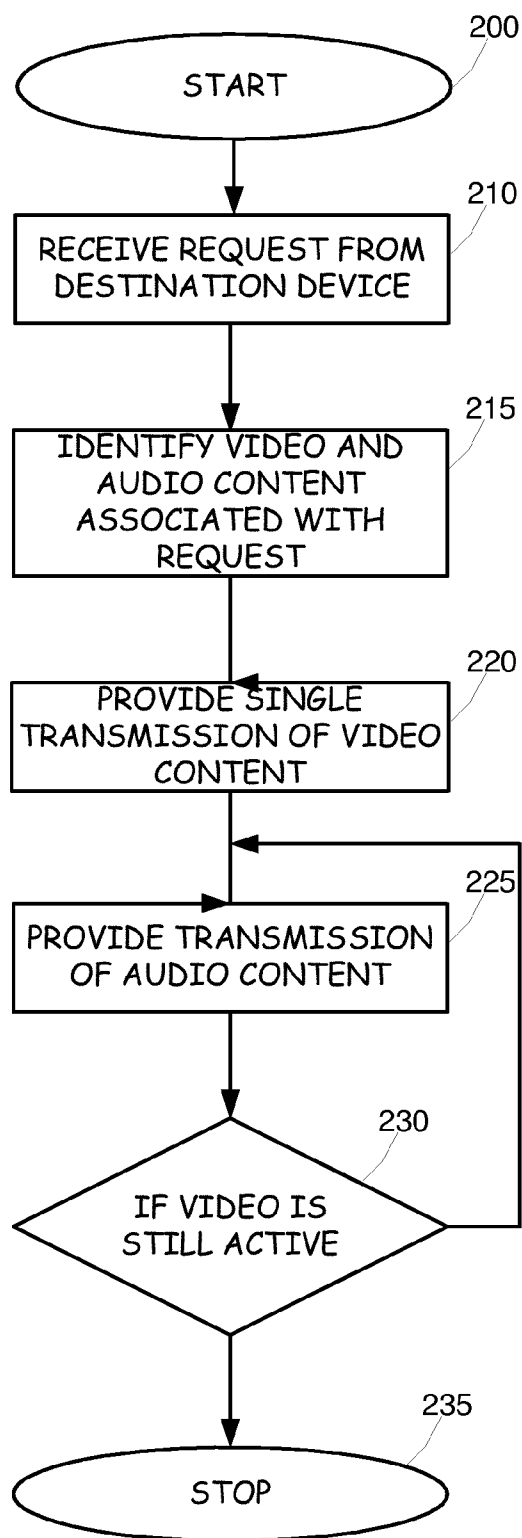 200
START
210
RECEIVE REQUEST FROM
DESTINATION DEVICE
215
IDENTIFY VIDEO AND
AUDIO CONTENT
ASSOCIATED WITH
REQUEST
220
PROVIDE SINGLE
TRANSMISSION OF VIDEO
CONTENT
225
PROVIDE TRANSMISSION
OF AUDIO CONTENT
230
IF VIDEO IS
STILL ACTIVE
235
STOP